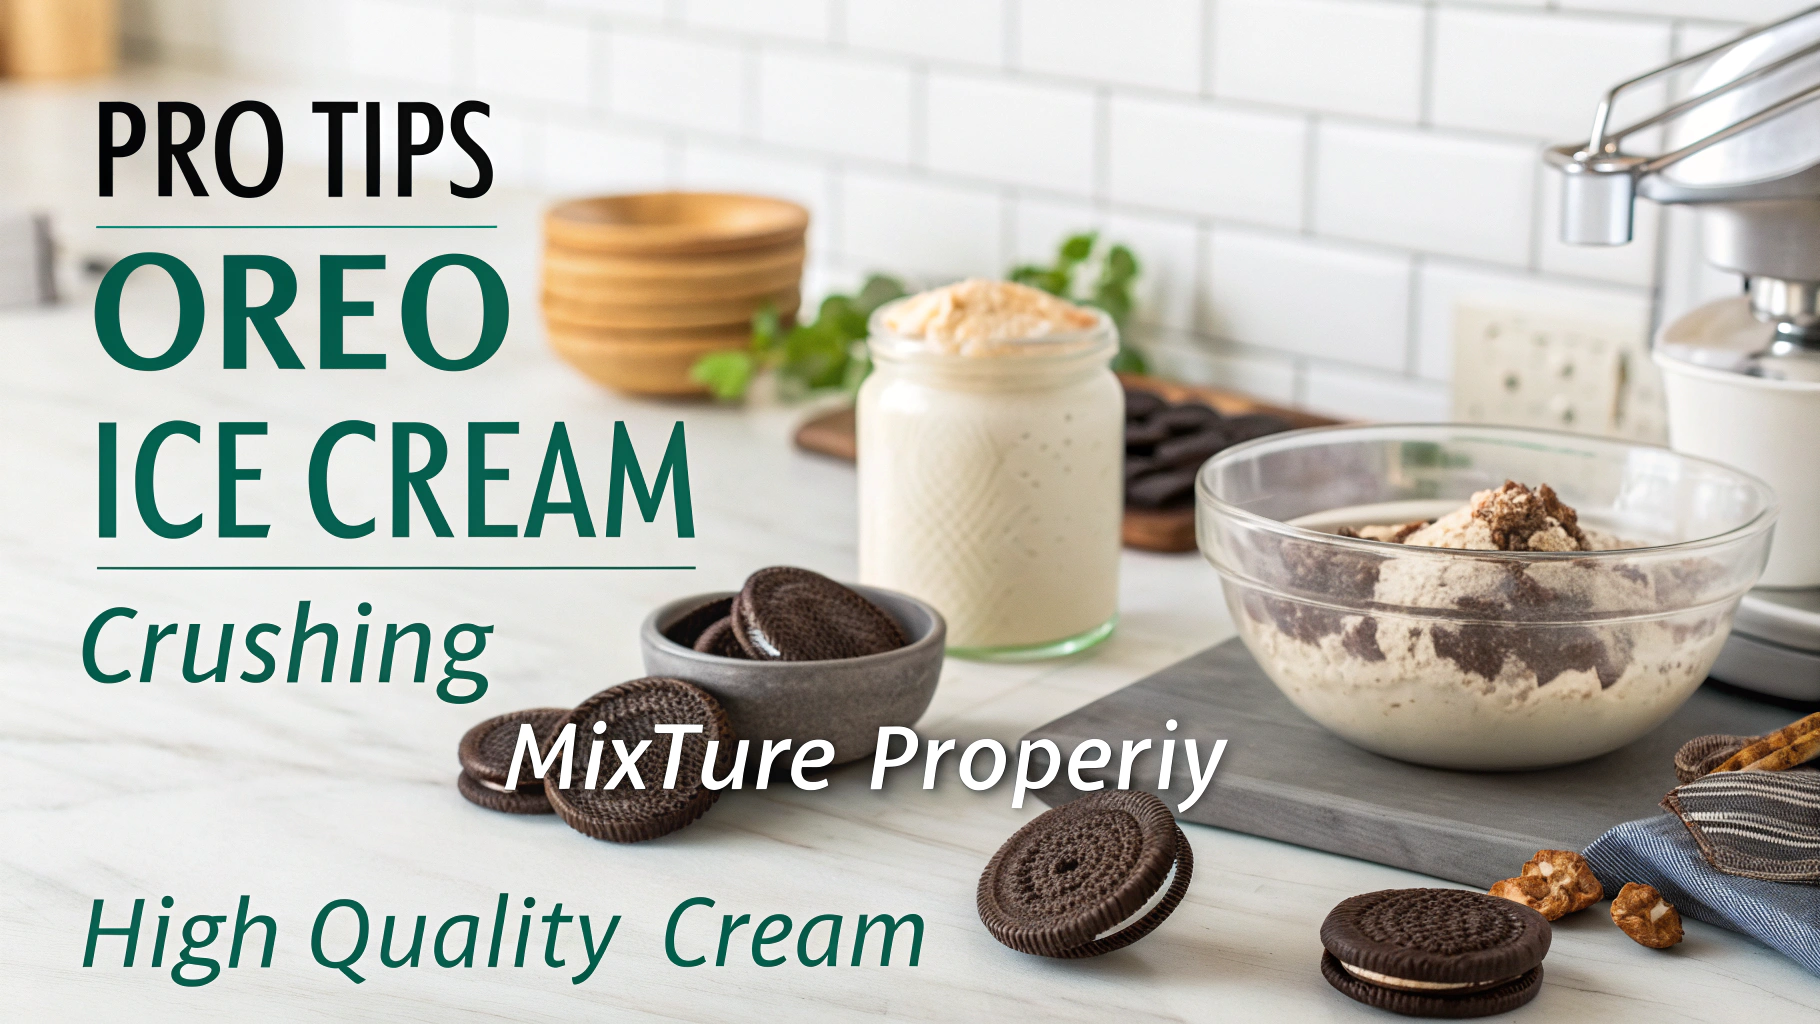 PRO TIPS
OREO
ICE CREAM
Crushing
MixTure Properiy
High Quality Cream